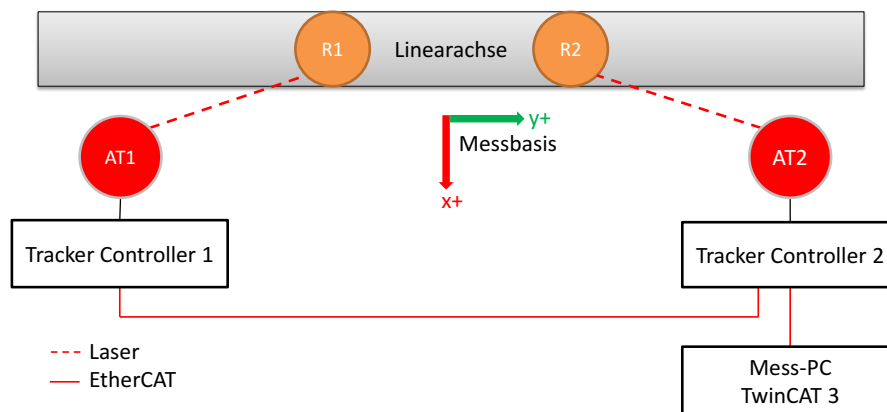 R1
Linearachse
R2
AT1
y+
Messbasis
AT2
x+
Tracker Controller 1
Tracker Controller 2
Laser
EtherCAT
Mess-PC
TwinCAT 3